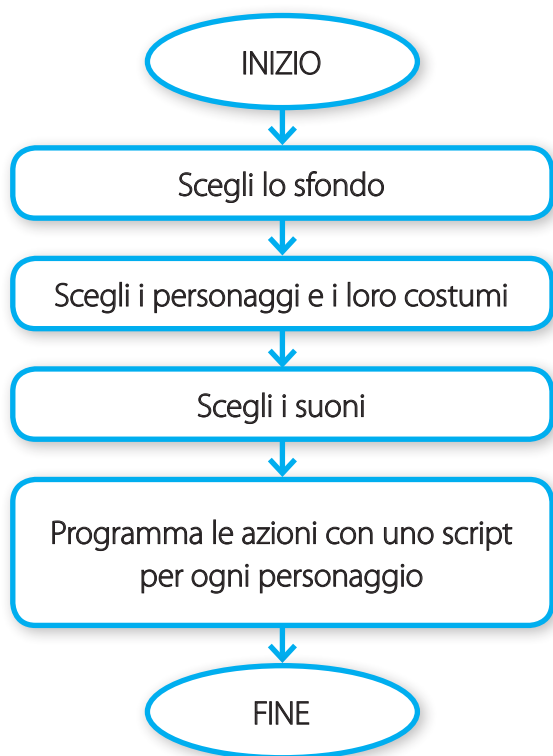 INIZIO
Scegli lo sfondo
Scegli i personaggi e i loro costumi
Scegli i suoni
Programma le azioni con uno script
per ogni personaggio
FINE